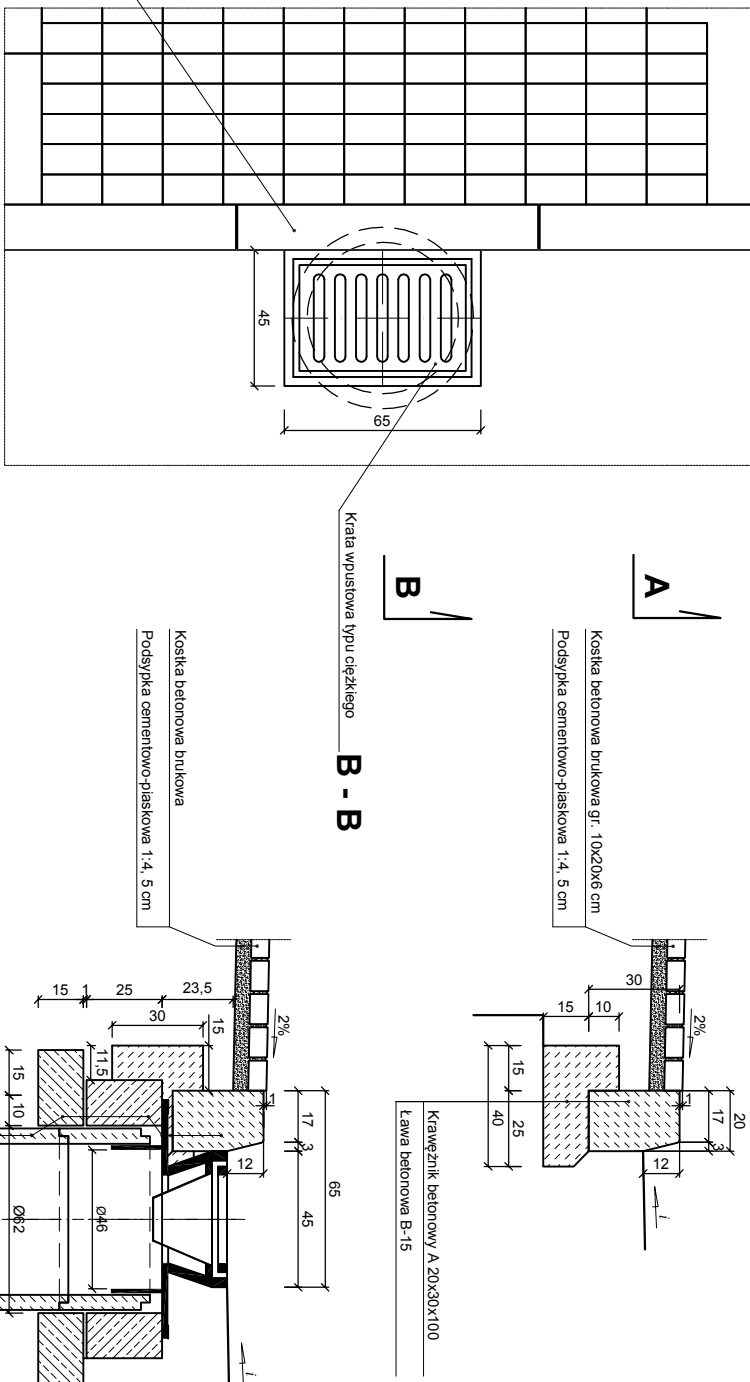 A
Kostka betonowa brukowa gr. 10x20x6 cm
Podsypka cementowo-piaskowa 1:4, 5 cm
2%
1
17
3
20
12
30
10
15
15
25
40
i
Krawężnik betonowy A 20x30x100
Ława betonowa B-15
45
65
Krata wpustowa typu ciężkiego
B
B - B
Kostka betonowa brukowa
Podsypka cementowo-piaskowa 1:4, 5 cm
2%
1
17
3
65
45
12
23,5
25
1
15
30
15
11,5
15
10
Ø46
Ø62
i